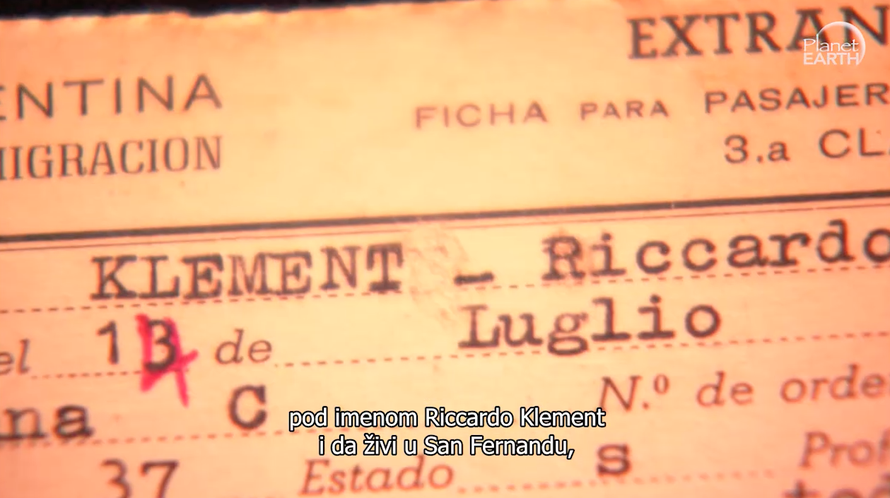 EXTRAN
Planet
EARTH
ENTINA
FICHA PARA PASAJER
MIGRACION
3.a CL
KLEMENT - Riccardo
el 13 de Luglio
na C N.º de orde
pod imenom Riccardo Klement
i da živi u San Fernandu,
37 Estado S Prof